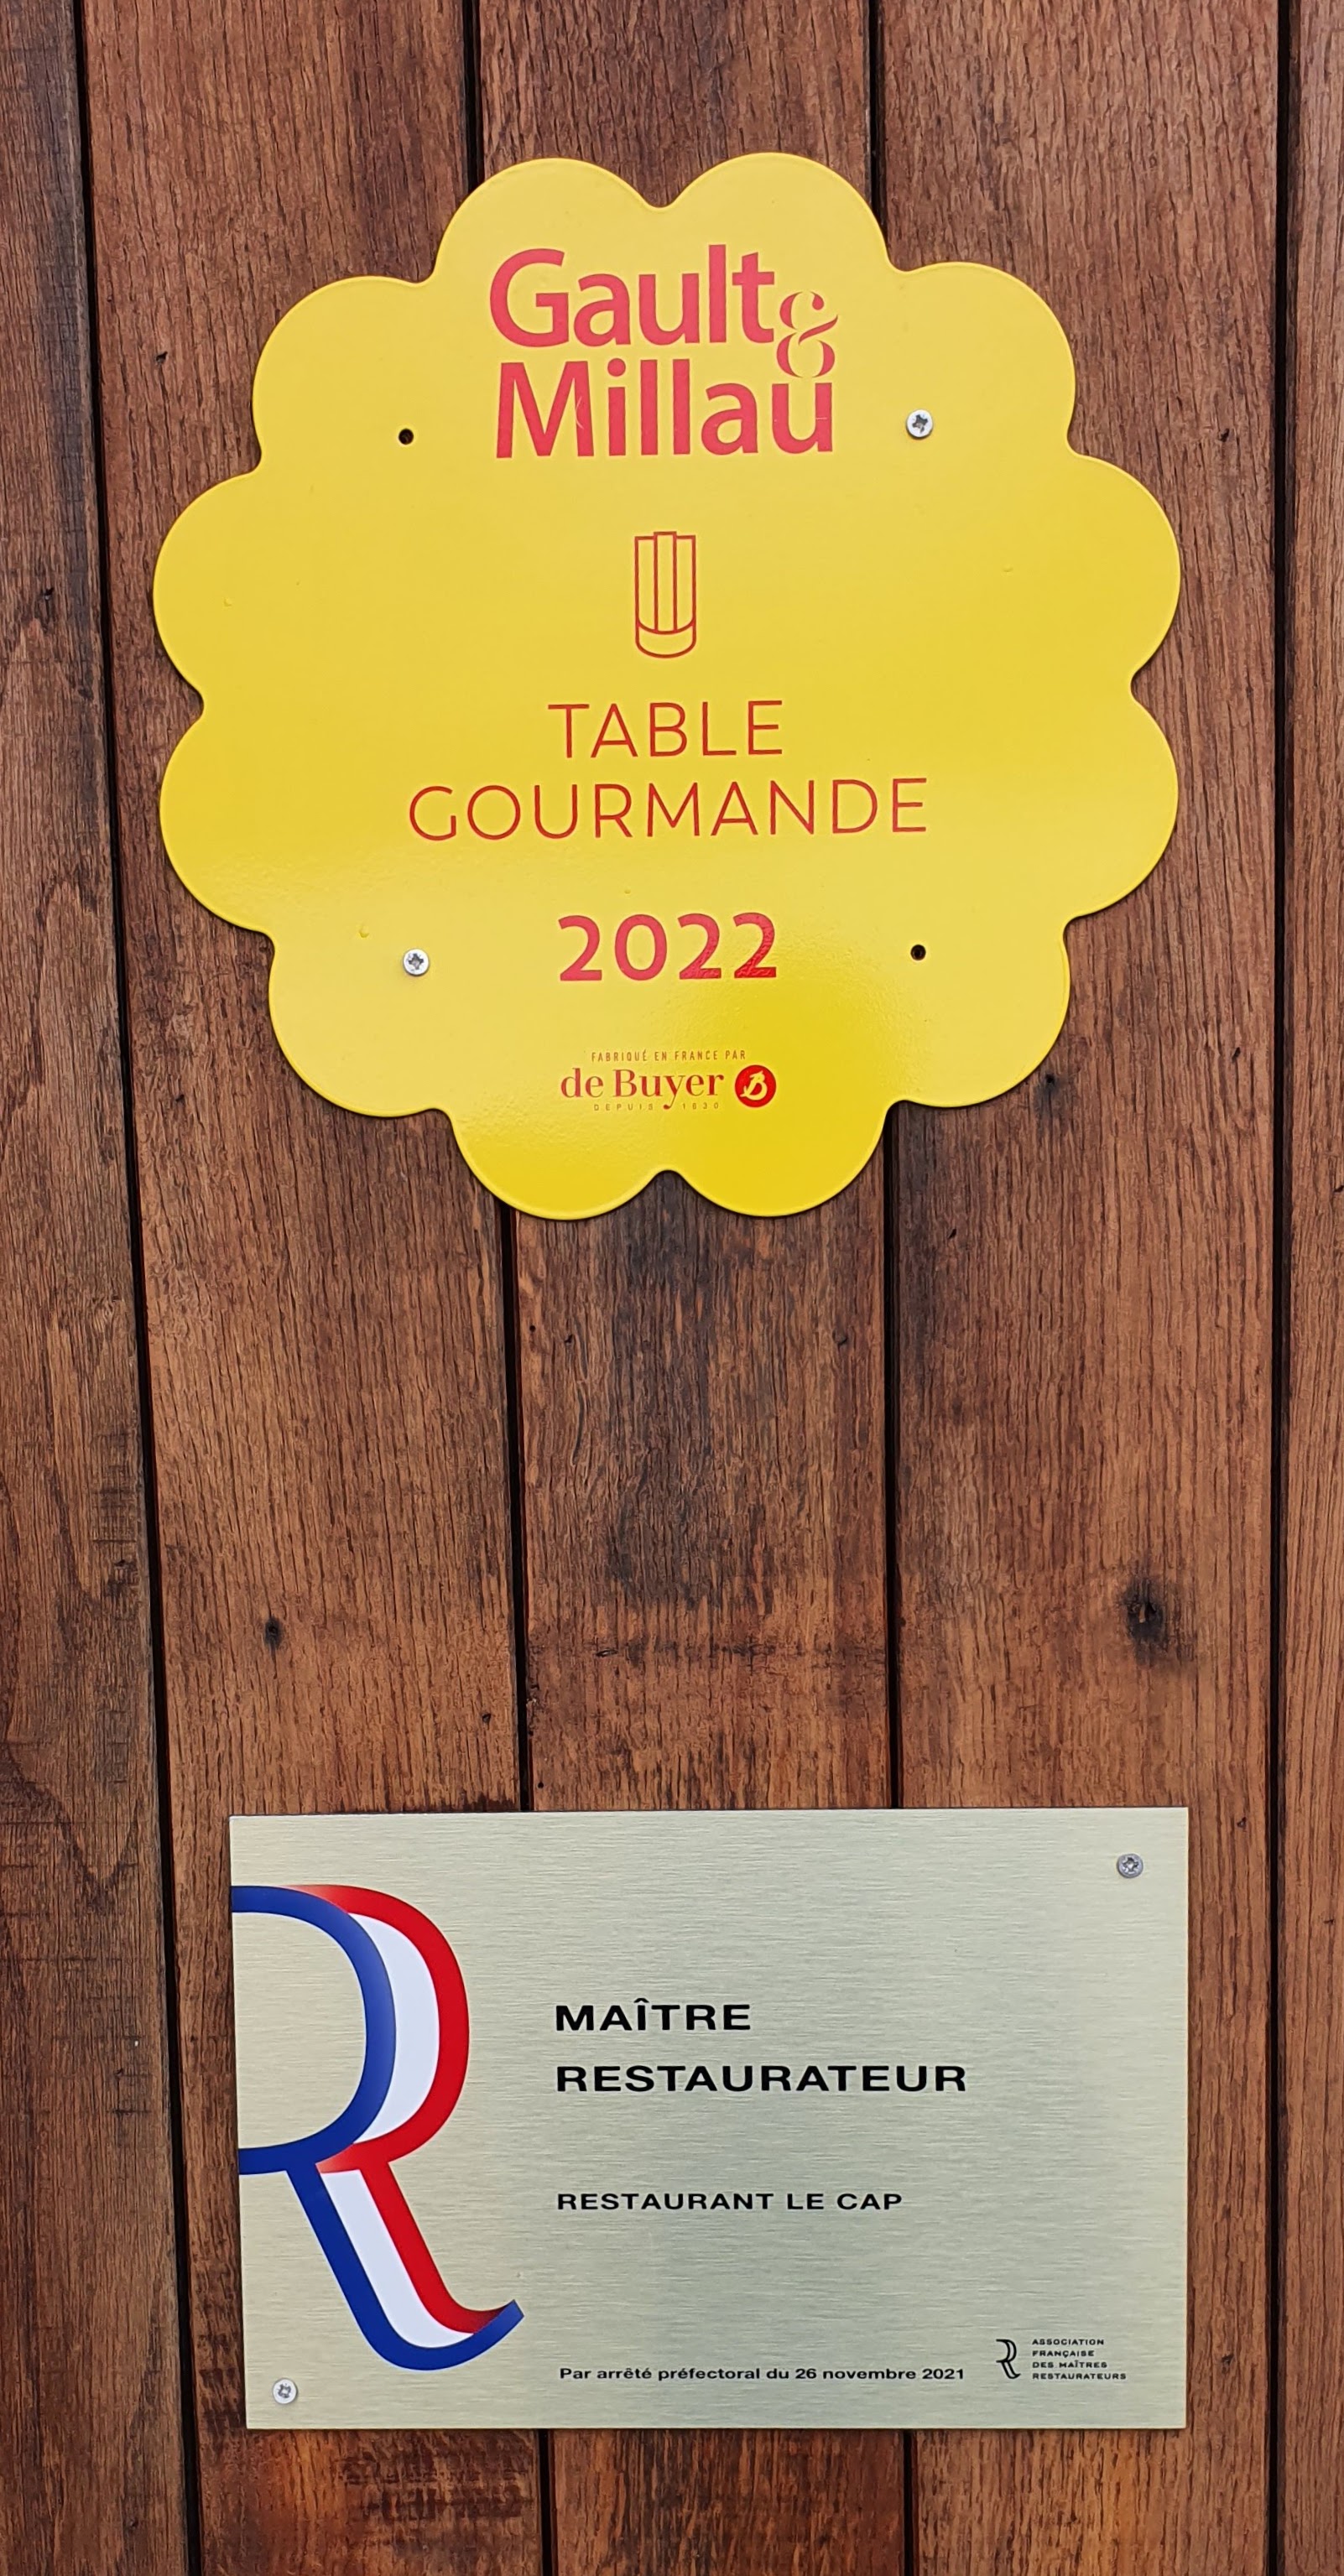 Gault &
Millau
TABLE
GOURMANDE
2022
FABRIQUÉ EN FRANCE PAR
de Buyer B
DEPUIS 1830
MAÎTRE
RESTAURATEUR
RESTAURANT LE CAP
Par arrêté préfectoral du 26 novembre 2021
ASSOCIATION
FRANÇAISE
DES MAÎTRES
RESTAURATEURS